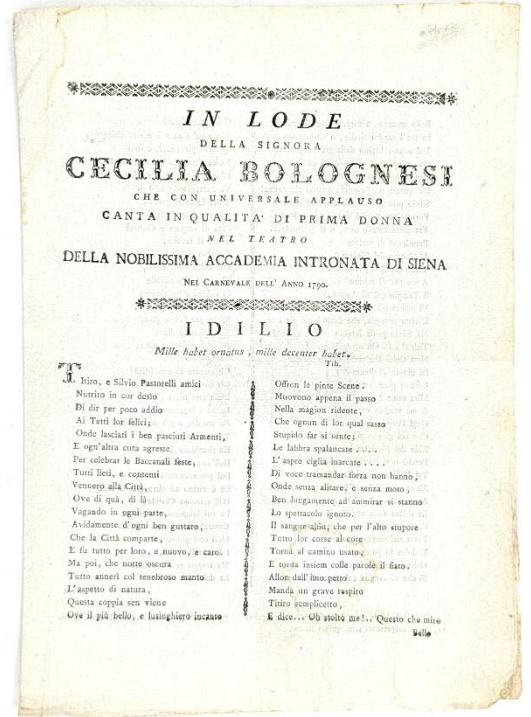 IN LODE
DELLA SIGNORA
CECILIA BOLOGNESI
CHE CON UNIVERSALE APPLAUSO
CANTA IN QUALITA' DI PRIMA DONNA
NEL TEATRO
DELLA NOBILISSIMA ACCADEMIA INTRONATA DI SIENA
NEL CARNEVALE DELL' ANNO 1790.
IDILIO
Mille habet ornatus, mille decenter habet.
Tib.
TItiro, e Silvio Pastorelli amici
Nutriro in cor desio
Di dir per poco addio
Ai Tetti lor felici;
Onde lasciati i ben pasciuti Armenti,
E ogn'altra cura agreste
Per celebrar le Baccanali feste,
Tutti lieti, e contenti
Vennero alla Città,
Ove di quà, di là
Vagando in ogni parte,
Avidamente d'ogni ben gustaro,
Che la Città comparte,
E fu tutto per loro, e nuovo, e caro.
Ma poi, che notte oscura
Tutto annerì col tenebroso manto
L'aspetto di natura,
Questa coppia sen viene
Ove il più bello, e lusinghiero incanto
Offron le pinte Scene.
Muovono appena il passo
Nella magion ridente,
Che ognun di lor qual sasso
Stupido far si sente;
Le labbra spalancate ....
L'aspre ciglia inarcate ....
Di voce tramandar forza non hanno,
Onde senza alitare, e senza moto,
Ben lungamente ad ammirar si stanno
Lo spettacolo ignoto.
Il sangue alfin, che per l'alto stupore
Tutto lor corse al core
Torna al camino usato,
E torna insiem colle parole il fiato,
Allor dall'imo petto
Manda un grave respiro
Titiro semplicetto,
E dice... Oh stolto me!.. Questo che miro
Bello